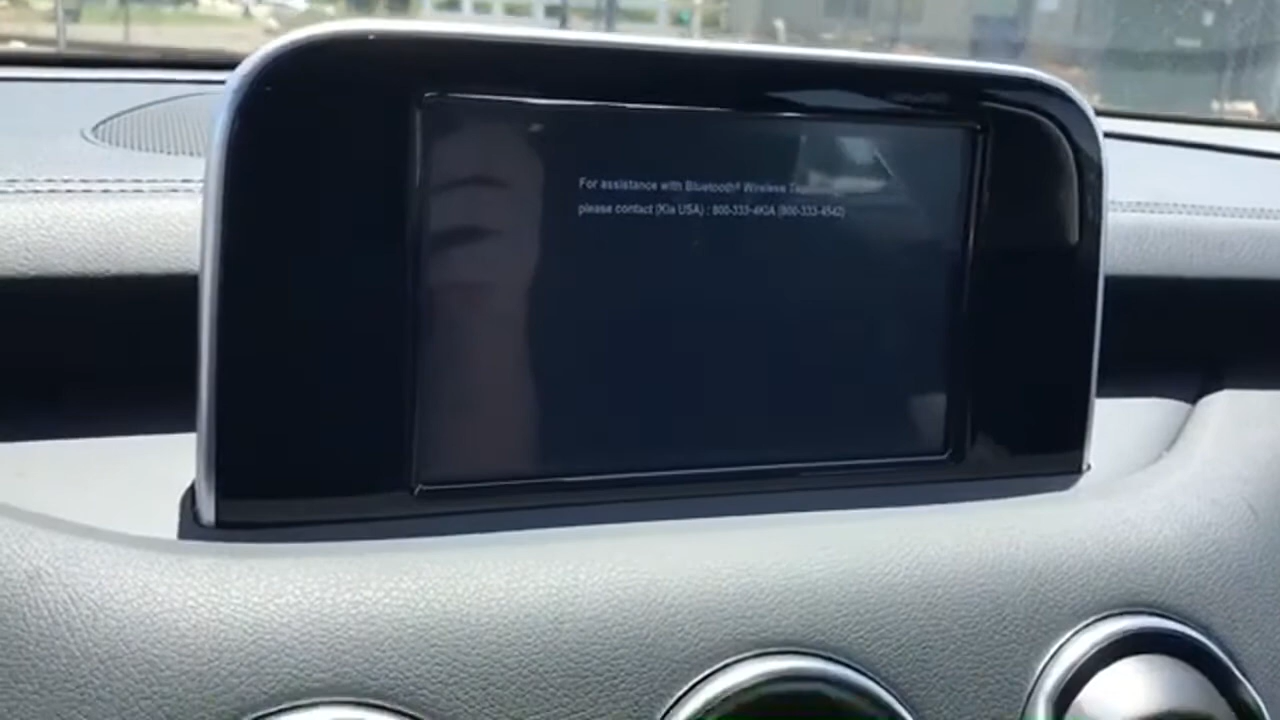 For assistance with Bluetooth® Wireless
please contact (Kia USA) : 800-333-4KIA (800-333-4542)